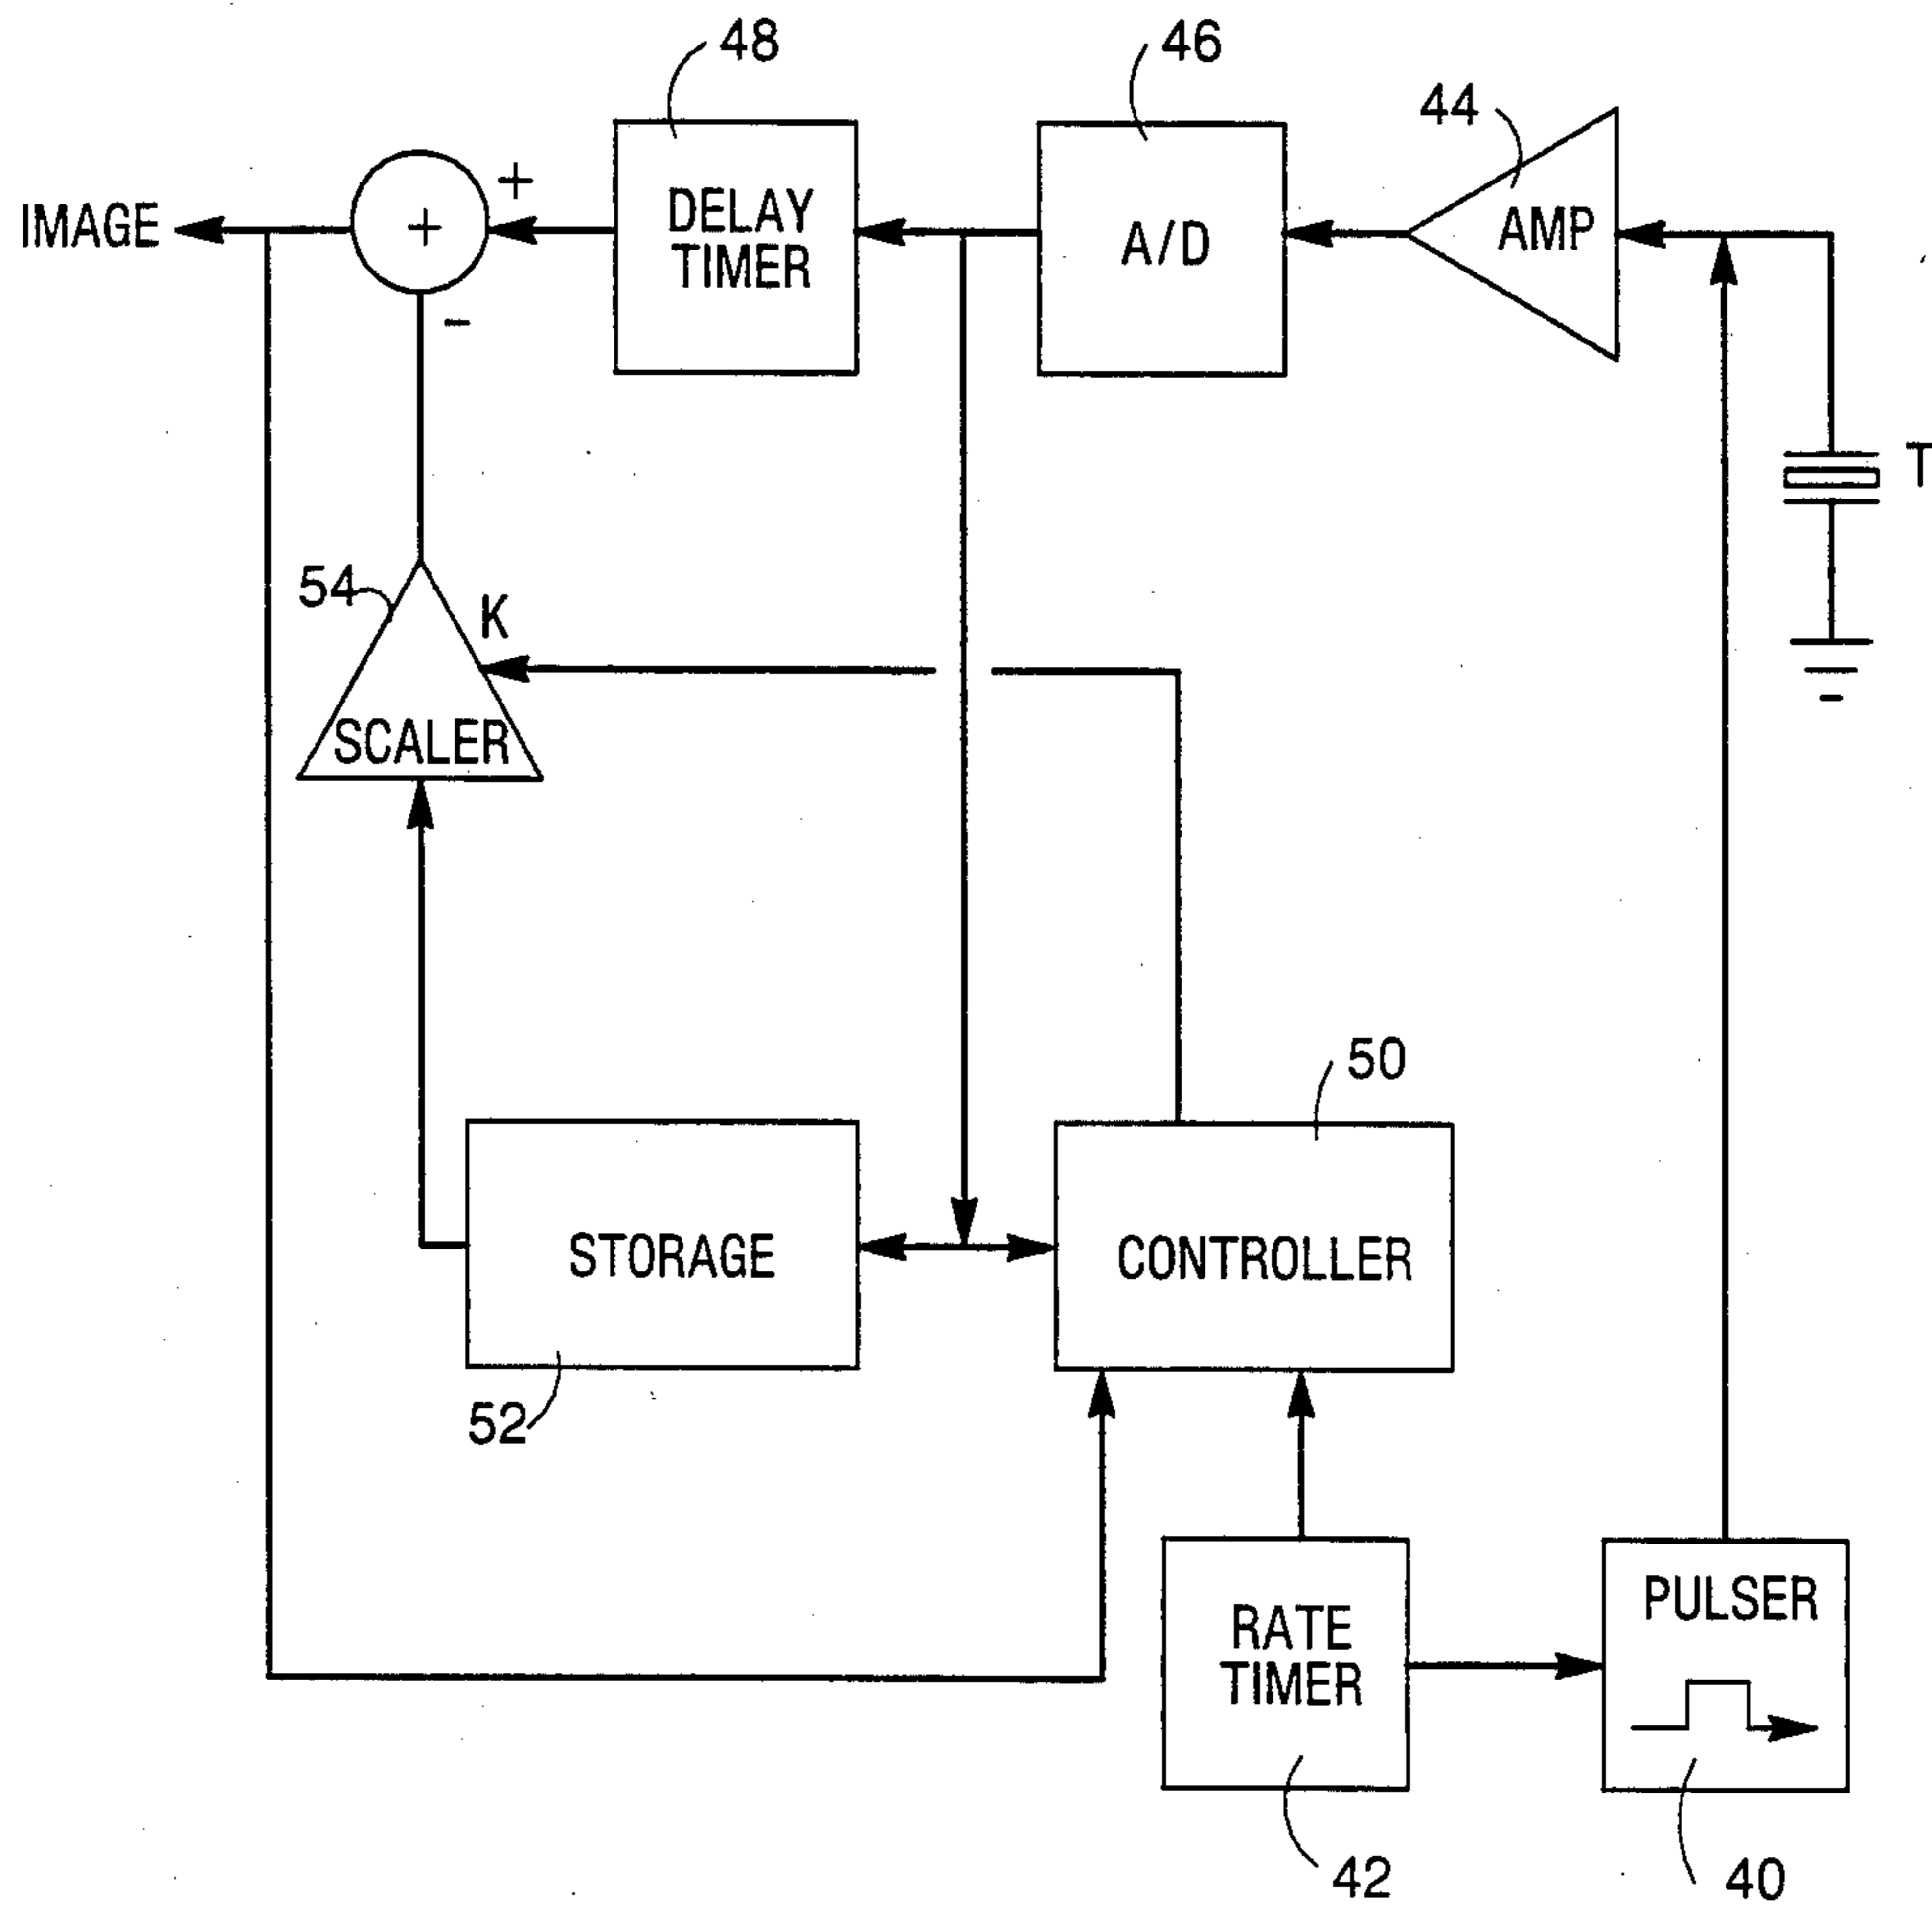 48
46
44
IMAGE
+
+
DELAY
TIMER
A/D
AMP
-
T
54
K
SCALER
50
STORAGE
CONTROLLER
52
RATE
TIMER
PULSER
42
40